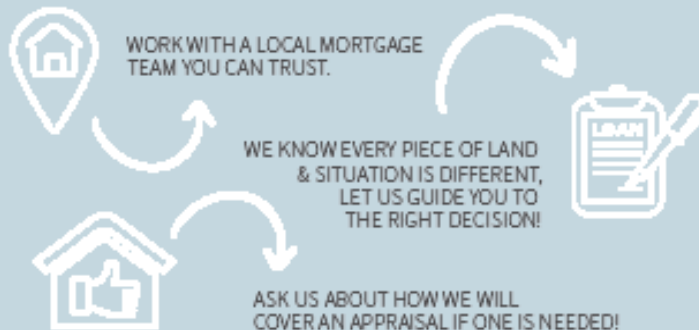 WORK WITH A LOCAL MORTGAGE
TEAM YOU CAN TRUST.
LOAN
WE KNOW EVERY PIECE OF LAND
& SITUATION IS DIFFERENT,
LET US GUIDE YOU TO
THE RIGHT DECISION!
ASK US ABOUT HOW WE WILL
COVER AN APPRAISAL IF ONE IS NEEDED!